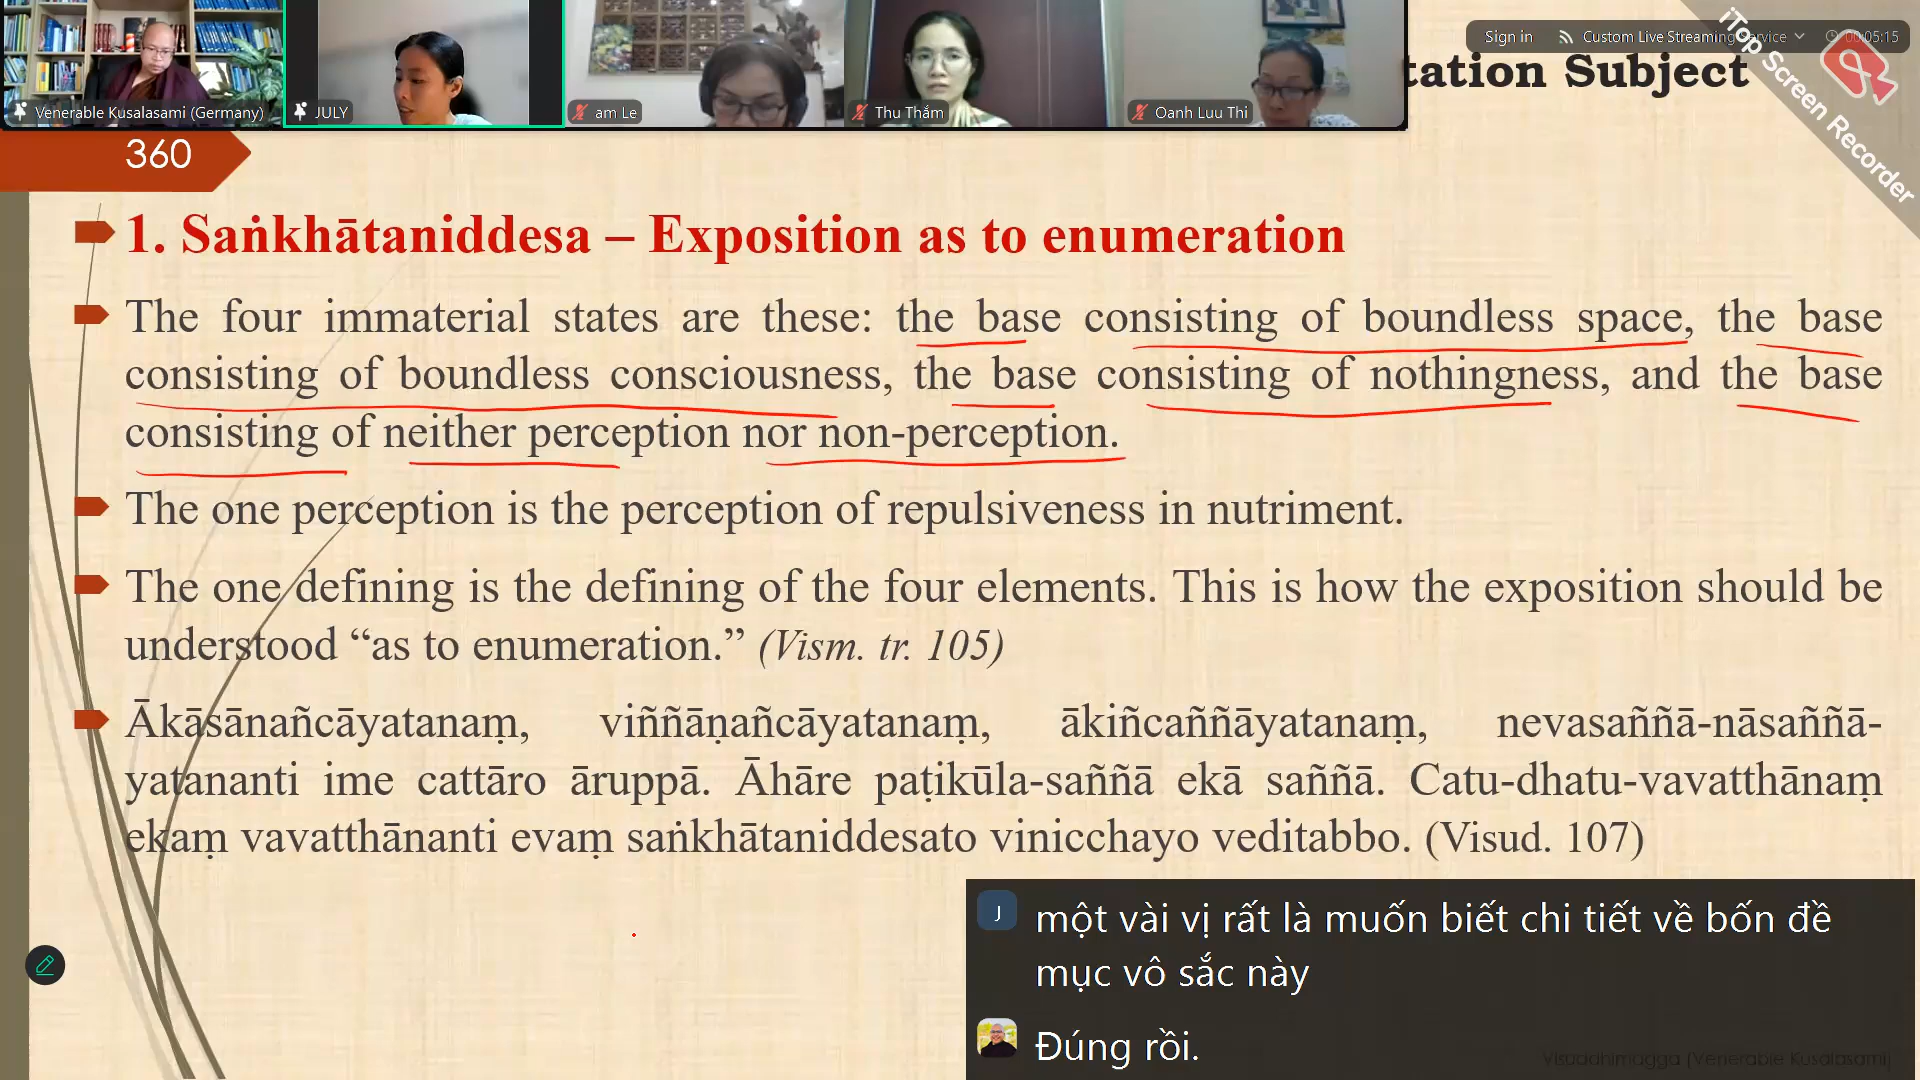 Venerable Kusalasami (Germany)
JULY
am Le
Thu Thắm
Oanh Luu Thi
Sign in
Custom Live Streaming Service
00:05:15
iTop Screen Recorder
tation Subject
360
1. Saṅkhātaniddesa – Exposition as to enumeration
The four immaterial states are these: the base consisting of boundless space, the base
consisting of boundless consciousness, the base consisting of nothingness, and the base
consisting of neither perception nor non-perception.
The one perception is the perception of repulsiveness in nutriment.
The one defining is the defining of the four elements. This is how the exposition should be
understood “as to enumeration.” (Vism. tr. 105)
Ākāsānañcāyatanaṃ, viññāṇañcāyatanaṃ, ākiñcaññāyatanaṃ, nevasaññā-nāsaññā-
yatananti ime cattāro āruppā. Āhāre paṭikūla-saññā ekā saññā. Catu-dhatu-vavatthānaṃ
ekaṃ vavatthānanti evaṃ saṅkhātaniddesato vinicchayo veditabbo. (Visud. 107)
J
một vài vị rất là muốn biết chi tiết về bốn đề
mục vô sắc này
Đúng rồi.
Visuddhimagga (Venerable Kusalasami)